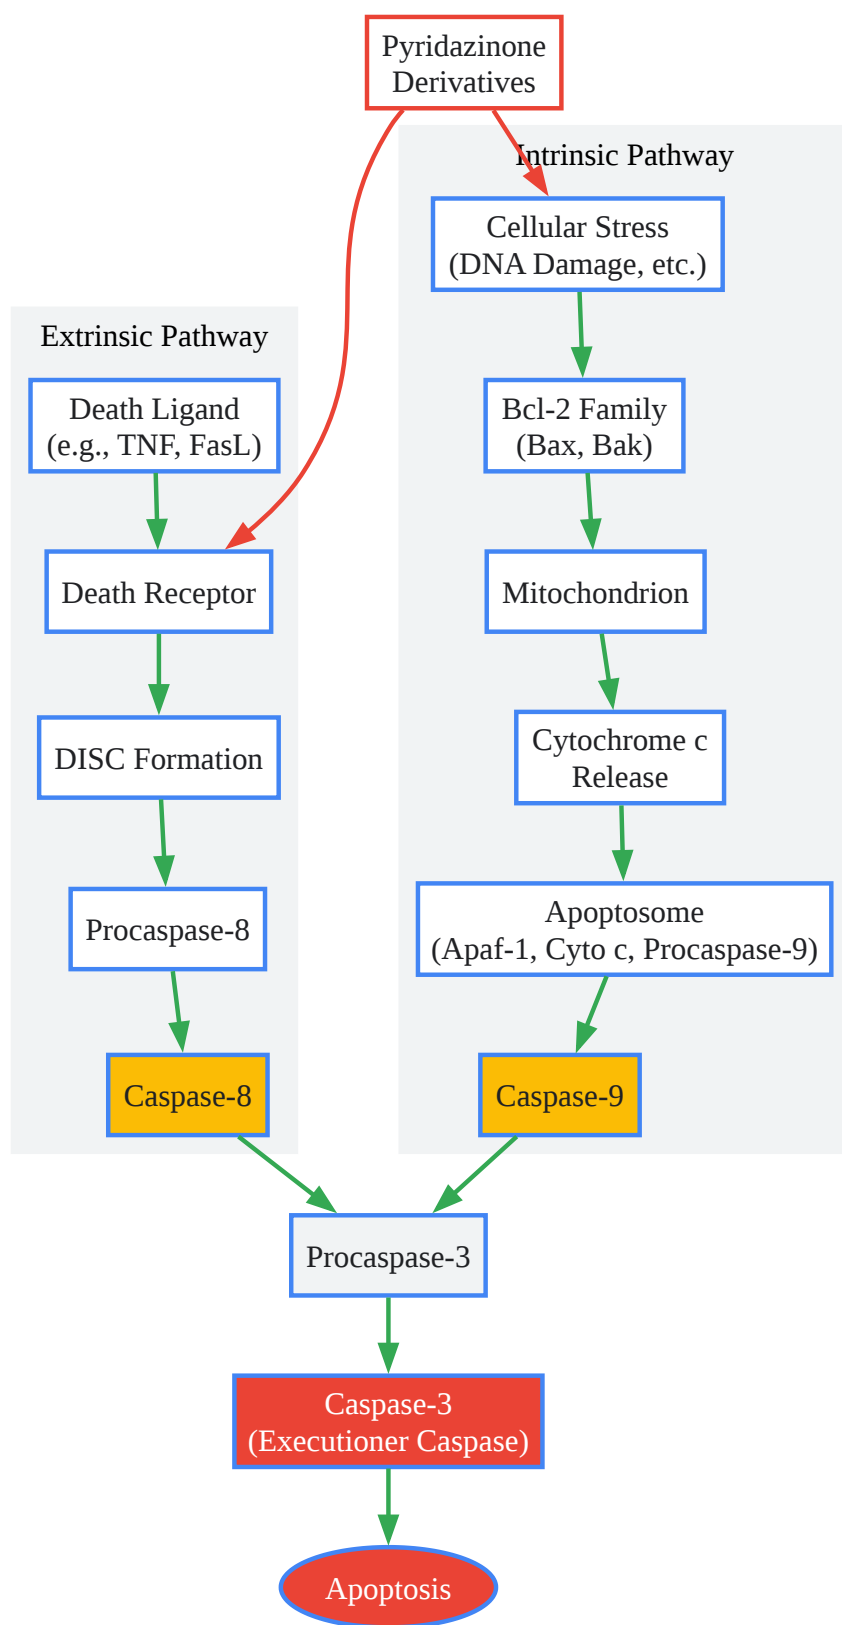 Pyridazinone
Derivatives
Intrinsic Pathway
Cellular Stress
(DNA Damage, etc.)
Extrinsic Pathway
Death Ligand
(e.g., TNF, FasL)
Bcl-2 Family
(Bax, Bak)
Death Receptor
Mitochondrion
DISC Formation
Cytochrome c
Release
Procaspase-8
Apoptosome
(Apaf-1, Cyto c, Procaspase-9)
Caspase-8
Caspase-9
Procaspase-3
Caspase-3
(Executioner Caspase)
Apoptosis